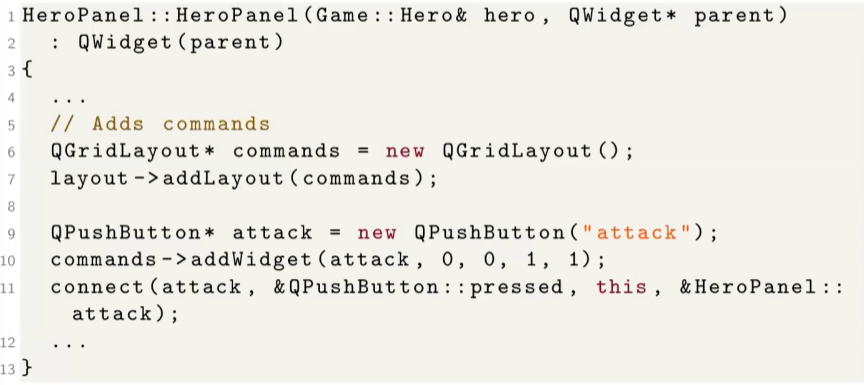 1 HeroPanel::HeroPanel(Game::Hero& hero, QWidget* parent)
2 : QWidget(parent)
3 {
4 ...
5 // Adds commands
6 QGridLayout* commands = new QGridLayout();
7 layout->addLayout(commands);
8
9 QPushButton* attack = new QPushButton("attack");
10 commands->addWidget(attack, 0, 0, 1, 1);
11 connect(attack, &QPushButton::pressed, this, &HeroPanel::
attack);
12 ...
13 }